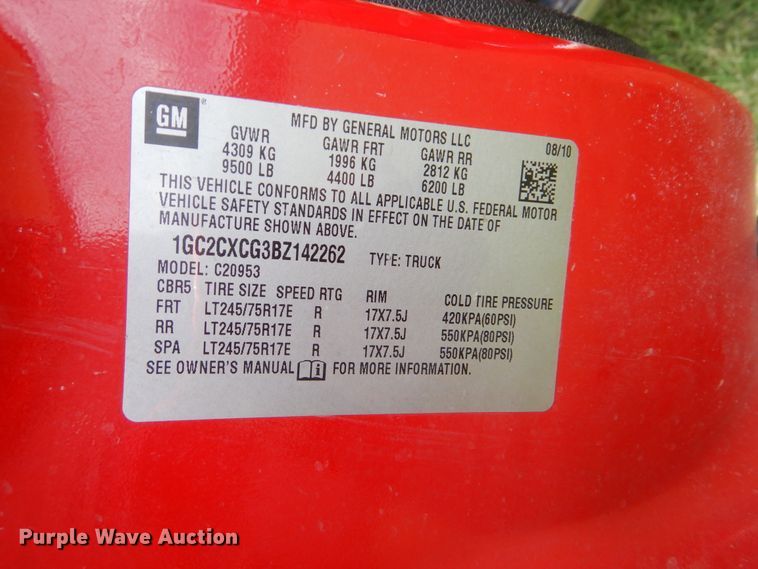 GM
MFD BY GENERAL MOTORS LLC 08/10
GVWR GAWR FRT GAWR RR
4309 KG 1996 KG 2812 KG
9500 LB 4400 LB 6200 LB
THIS VEHICLE CONFORMS TO ALL APPLICABLE U.S. FEDERAL MOTOR
VEHICLE SAFETY STANDARDS IN EFFECT ON THE DATE OF
MANUFACTURE SHOWN ABOVE.
1GC2CXCG3BZ142262 TYPE: TRUCK
MODEL: C20953
CBR5 TIRE SIZE SPEED RTG RIM COLD TIRE PRESSURE
FRT LT245/75R17E R 17X7.5J 420KPA(60PSI)
RR LT245/75R17E R 17X7.5J 550KPA(80PSI)
SPA LT245/75R17E R 17X7.5J 550KPA(80PSI)
SEE OWNER'S MANUAL FOR MORE INFORMATION.
Purple Wave Auction